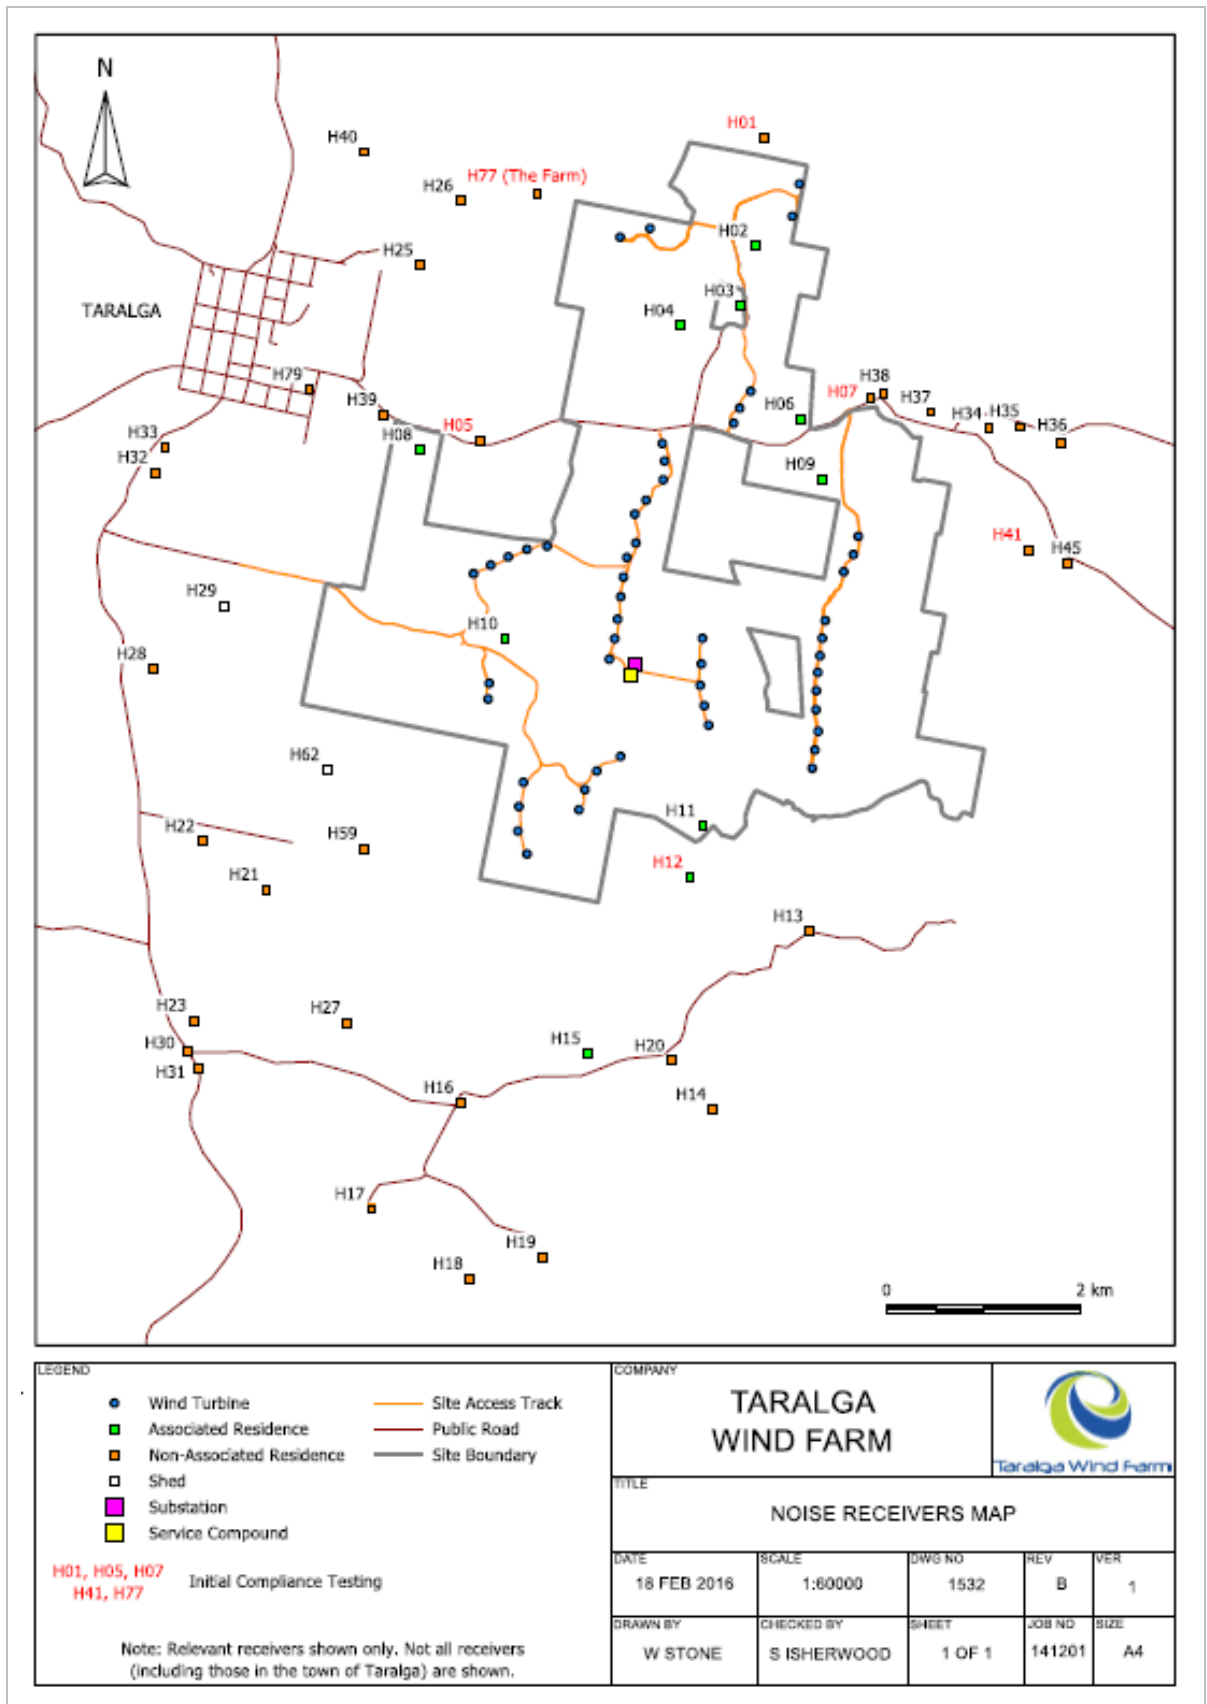 N
H40
H01
H77 (The Farm)
H26
H02
H25
H03
TARALGA
H04
H79
H38
H07
H37
H39
H06
H34
H35
H05
H36
H08
H33
H32
H09
H41
H45
H29
H10
H28
H62
H11
H22
H59
H12
H21
H13
H23
H27
H30
H15
H20
H31
H16
H14
H17
H19
H18
0 2 km
LEGEND
Wind Turbine
Associated Residence
Non-Associated Residence
Shed
Substation
Service Compound
Site Access Track
Public Road
Site Boundary
H01, H05, H07
H41, H77
Initial Compliance Testing
Note: Relevant receivers shown only. Not all receivers
(including those in the town of Taralga) are shown.
COMPANY
TARALGA
WIND FARM
Taralga Wind Farm
TITLE
NOISE RECEIVERS MAP
DATE
18 FEB 2016
SCALE
1:60000
DWG NO
1532
REV
B
VER
1
DRAWN BY
W STONE
CHECKED BY
S ISHERWOOD
SHEET
1 OF 1
JOB NO
141201
SIZE
A4